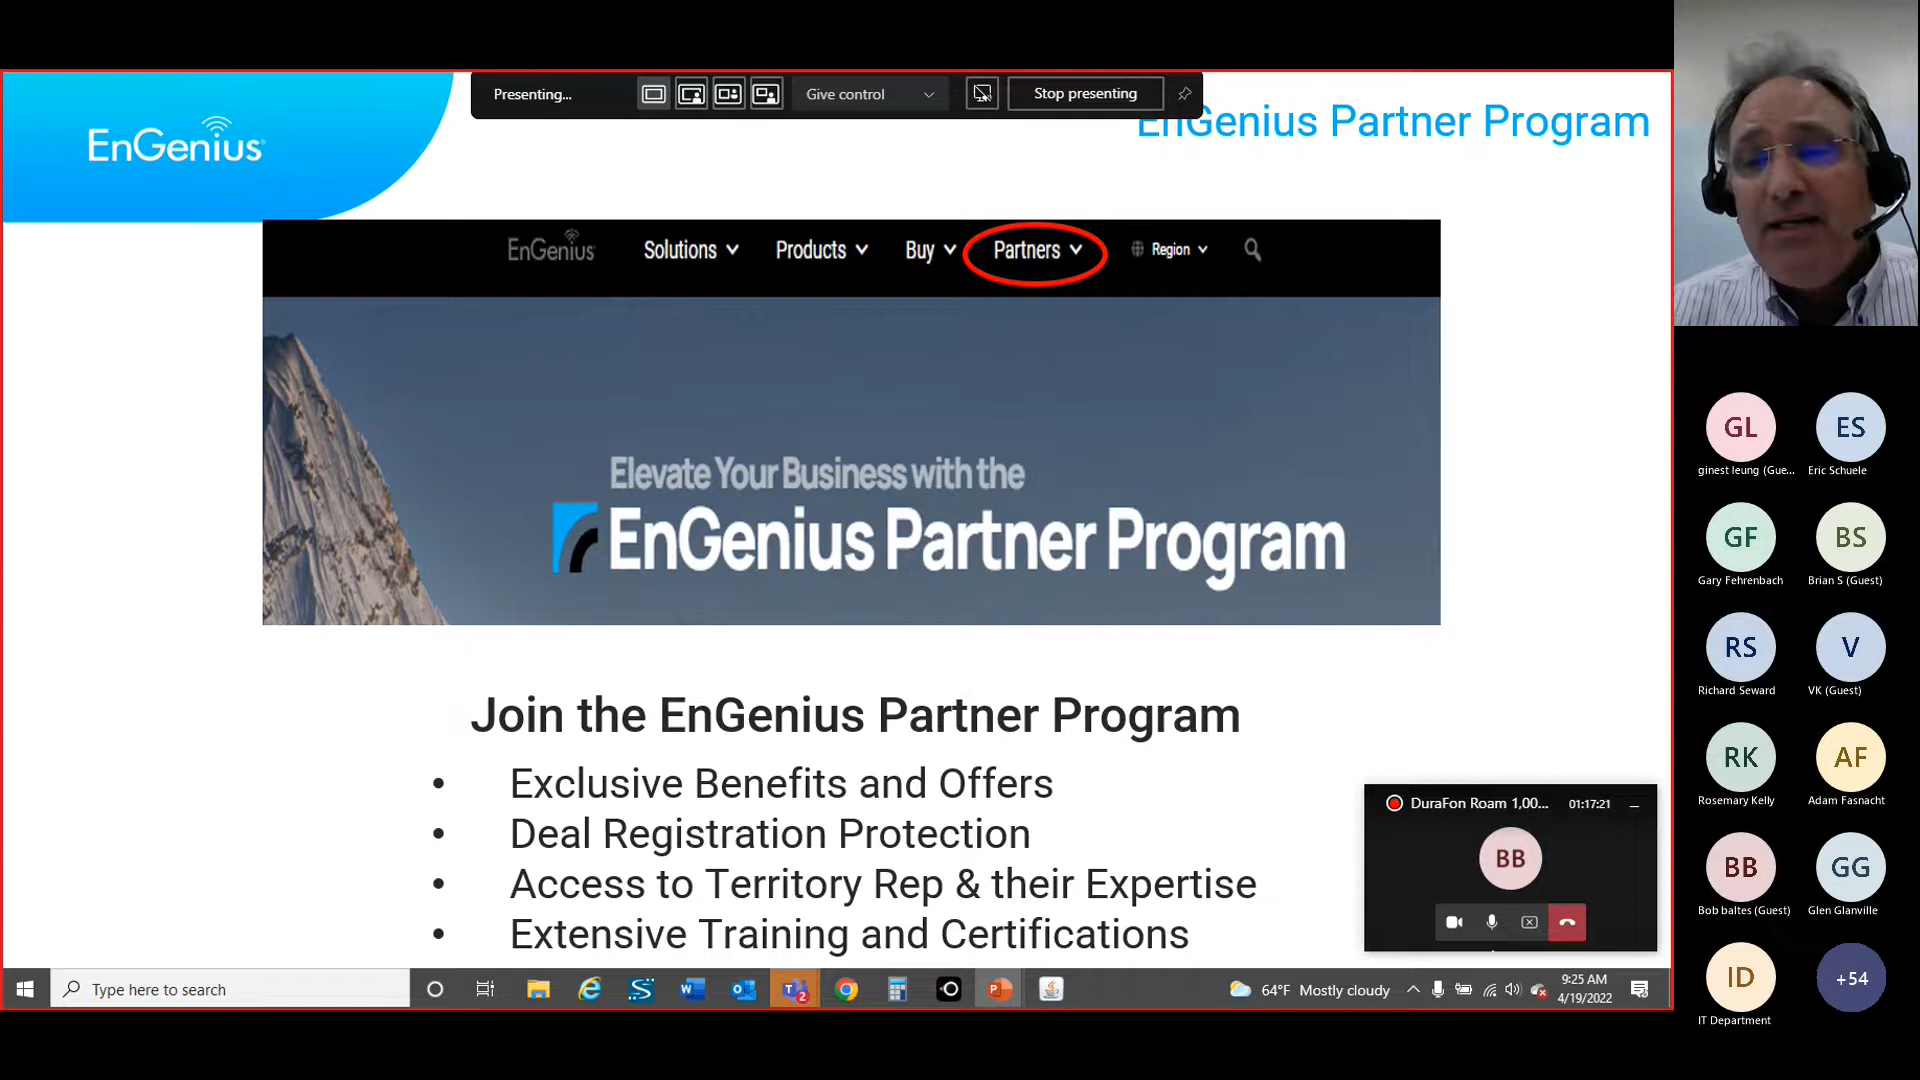 Presenting...
Give control
Stop presenting
EnGenius
EnGenius Partner Program
EnGenius
Solutions
Products
Buy
Partners
Region
Elevate Your Business with the
EnGenius Partner Program
Join the EnGenius Partner Program
• Exclusive Benefits and Offers
• Deal Registration Protection
• Access to Territory Rep & their Expertise
• Extensive Training and Certifications
DuraFon Roam 1,00... 01:17:21
BB
Type here to search
2
64°F Mostly cloudy
9:25 AM
4/19/2022
GL ES
ginest leung (Gue... Eric Schuele
GF BS
Gary Fehrenbach Brian S (Guest)
RS V
Richard Seward VK (Guest)
RK AF
Rosemary Kelly Adam Fasnacht
BB GG
Bob baltes (Guest) Glen Glanville
ID +54
IT Department